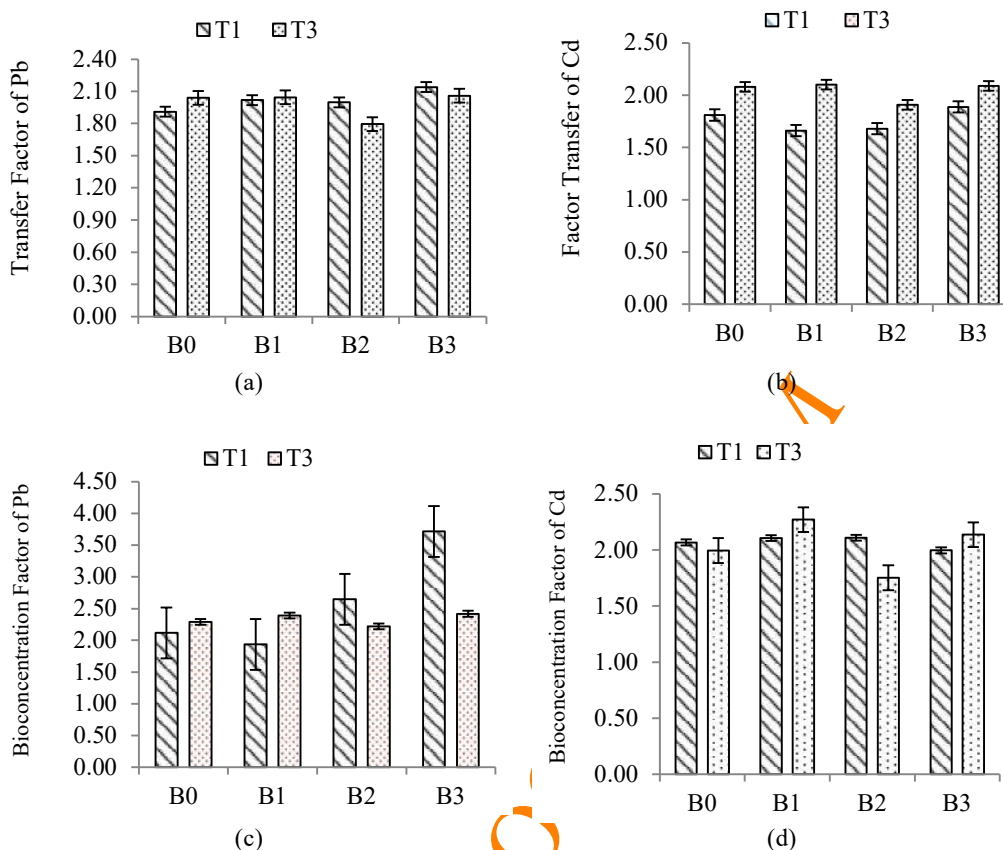 T1 T3
Transfer Factor of Pb
2.40
2.10
1.80
1.50
1.20
0.90
0.60
0.30
0.00
B0 B1 B2 B3
(a)
T1 T3
Factor Transfer of Cd
2.50
2.00
1.50
1.00
0.50
0.00
B0 B1 B2 B3
(b)
T1 T3
Bioconcentration Factor of Pb
4.50
4.00
3.50
3.00
2.50
2.00
1.50
1.00
0.50
0.00
B0 B1 B2 B3
(c)
T1 T3
Bioconcentration Factor of Cd
2.50
2.00
1.50
1.00
0.50
0.00
B0 B1 B2 B3
(d)